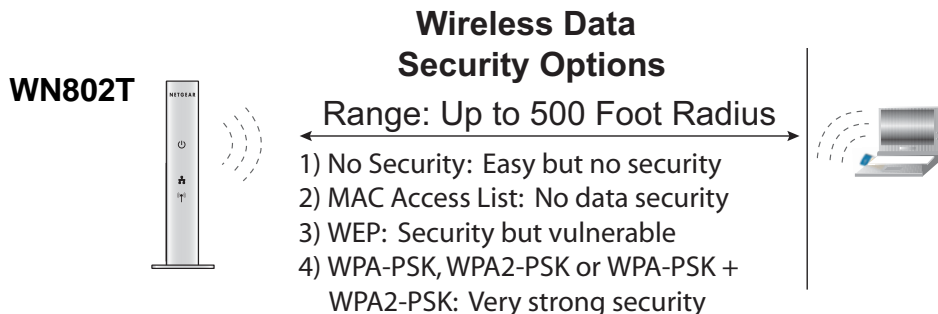 Wireless Data
Security Options
WN802T
NETGEAR
Range: Up to 500 Foot Radius
1) No Security: Easy but no security
2) MAC Access List: No data security
3) WEP: Security but vulnerable
4) WPA-PSK, WPA2-PSK or WPA-PSK +
WPA2-PSK: Very strong security